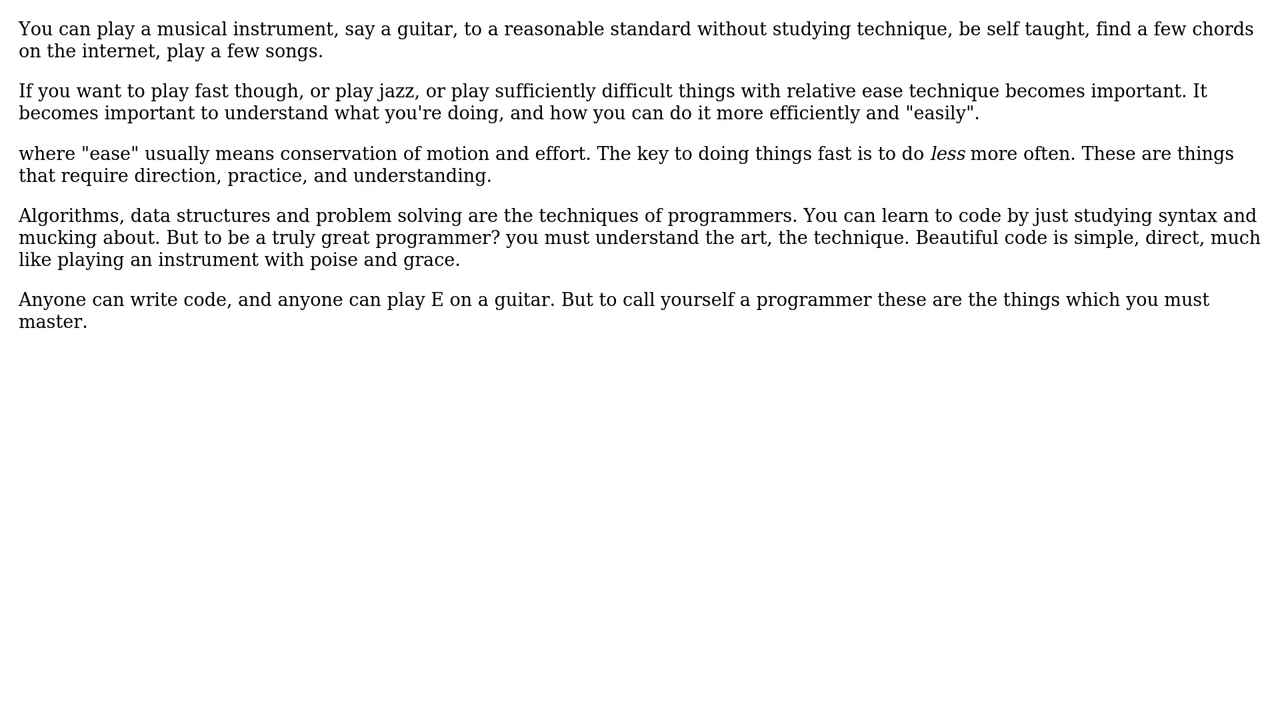 You can play a musical instrument, say a guitar, to a reasonable standard without studying technique, be self taught, find a few chords
on the internet, play a few songs.
If you want to play fast though, or play jazz, or play sufficiently difficult things with relative ease technique becomes important. It
becomes important to understand what you're doing, and how you can do it more efficiently and "easily".
where "ease" usually means conservation of motion and effort. The key to doing things fast is to do less more often. These are things
that require direction, practice, and understanding.
Algorithms, data structures and problem solving are the techniques of programmers. You can learn to code by just studying syntax and
mucking about. But to be a truly great programmer? you must understand the art, the technique. Beautiful code is simple, direct, much
like playing an instrument with poise and grace.
Anyone can write code, and anyone can play E on a guitar. But to call yourself a programmer these are the things which you must
master.